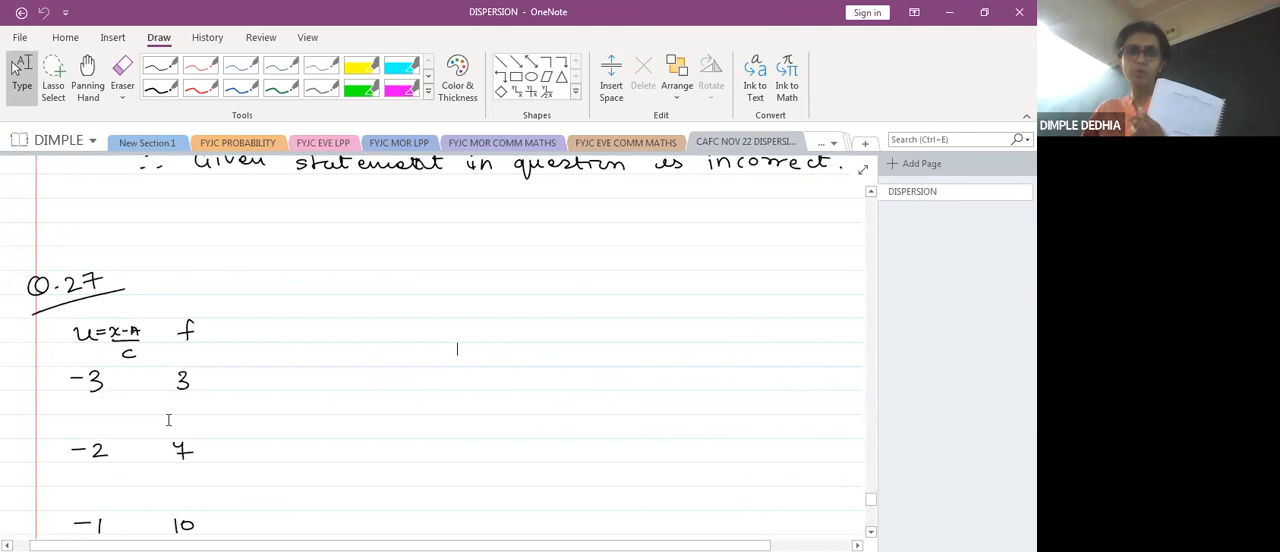 DISPERSION - OneNote
Sign in
File Home Insert Draw History Review View
Type
Lasso Select
Panning Hand
Eraser
Color & Thickness
Insert Space
Delete
Arrange
Rotate
Ink to Text
Ink to Math
Tools
Shapes
Edit
Convert
DIMPLE
New Section 1
FYJC PROBABILITY
FYJC EVE LPP
FYJC MOR LPP
FYJC MOR COMM MATHS
FYJC EVE COMM MATHS
CAFC NOV 22 DISPERSI...
...
Search (Ctrl+E)
Add Page
DISPERSION
DIMPLE DEDHIA
∴ Given statement in question is incorrect.
Q.27
u=x-A/c f
-3 3
-2 7
-1 10